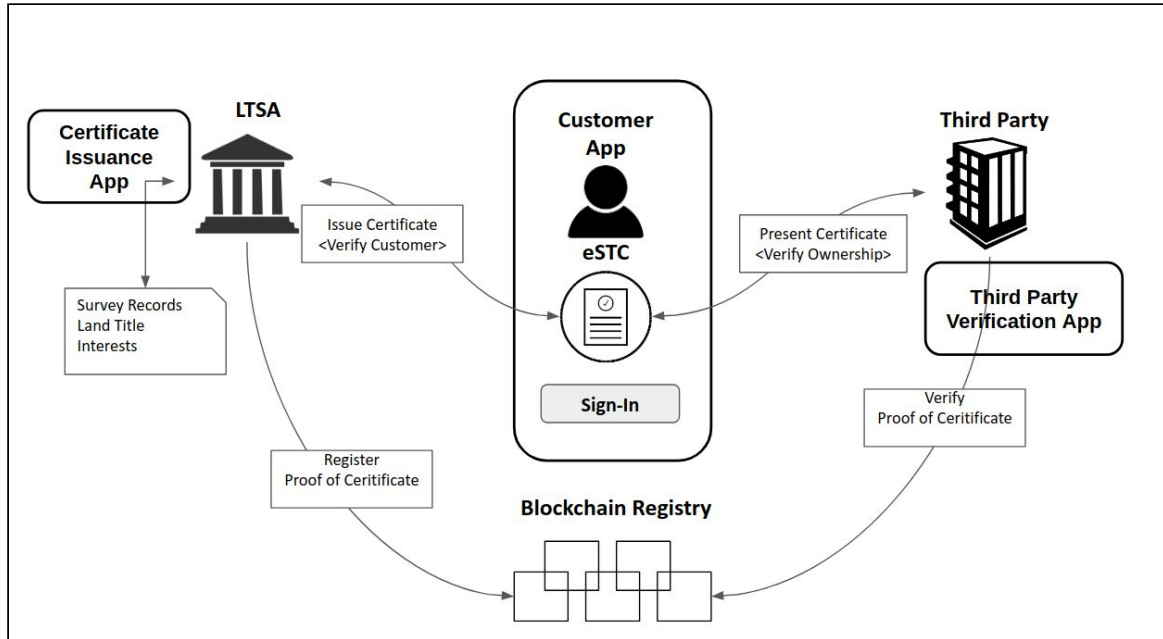 LTSA
Certificate
Issuance
App
Survey Records
Land Title
Interests
Issue Certificate
<Verify Customer>
Customer
App
eSTC
Sign-In
Present Certificate
<Verify Ownership>
Third Party
Third Party
Verification App
Verify
Proof of Ceritificate
Register
Proof of Ceritificate
Blockchain Registry